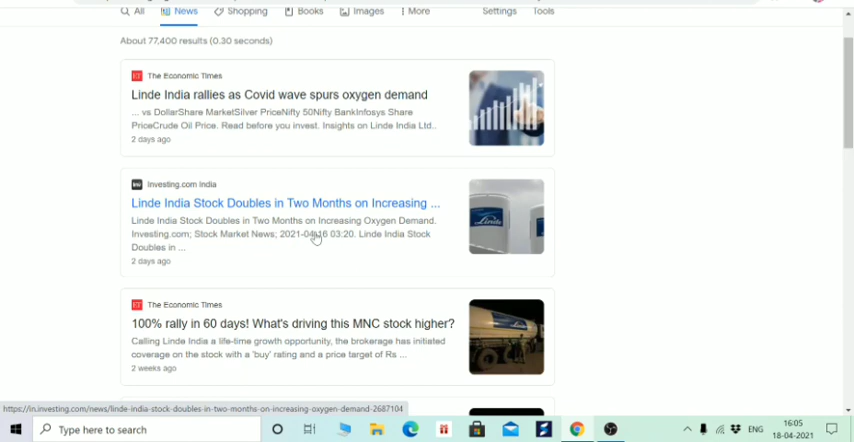 All News Shopping Books Images More Settings Tools
About 77,400 results (0.30 seconds)
The Economic Times
Linde India rallies as Covid wave spurs oxygen demand
... vs DollarShare MarketSilver PriceNifty 50Nifty BankInfosys Share
PriceCrude Oil Price. Read before you invest. Insights on Linde India Ltd..
2 days ago
Investing.com India
Linde India Stock Doubles in Two Months on Increasing ...
Linde India Stock Doubles in Two Months on Increasing Oxygen Demand.
Investing.com; Stock Market News; 2021-04-16 03:20. Linde India Stock
Doubles in ...
2 days ago
Linde
The Economic Times
100% rally in 60 days! What's driving this MNC stock higher?
Calling Linde India a life-time growth opportunity, the brokerage has initiated
coverage on the stock with a 'buy' rating and a price target of Rs ...
2 weeks ago
https://in.investing.com/news/linde-india-stock-doubles-in-two-months-on-increasing-oxygen-demand-2687104
Type here to search
ENG
16:05
18-04-2021